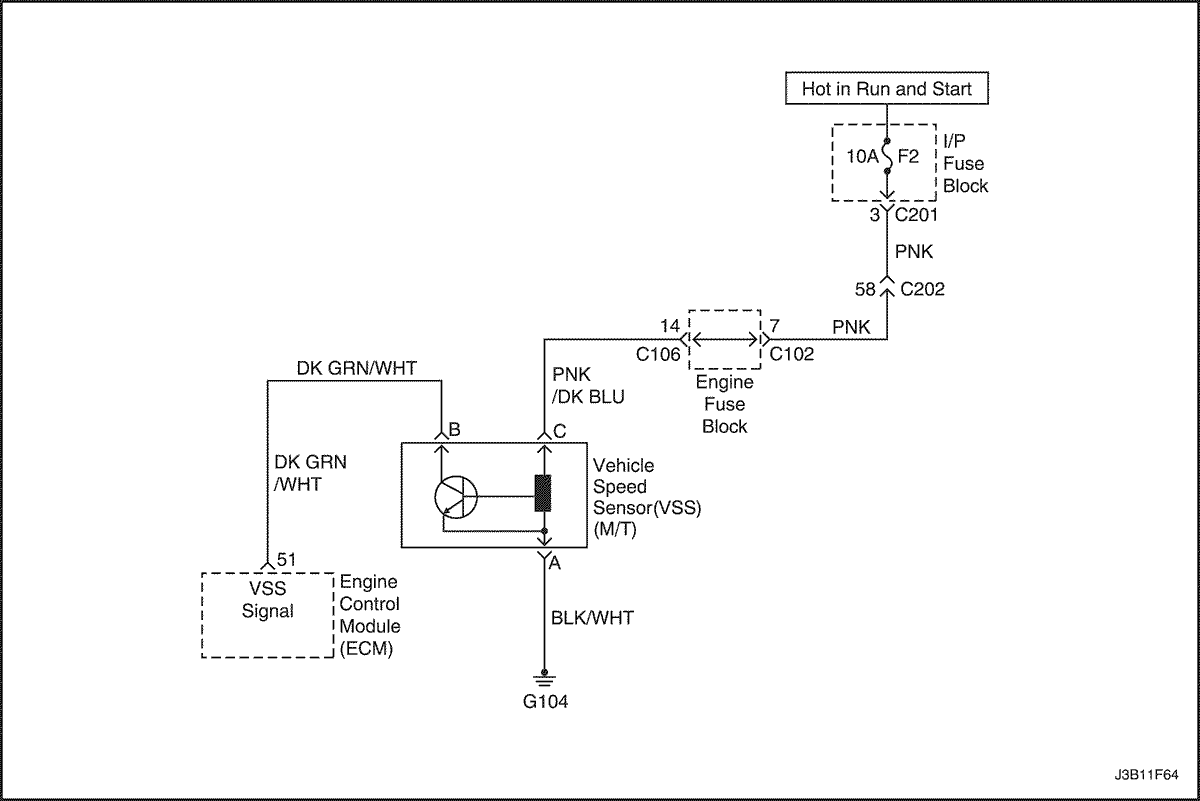 Hot in Run and Start
10A F2
I/P
Fuse
Block
3 C201
PNK
58 C202
14
7
PNK
C106
C102
Engine
Fuse
Block
PNK
/DK BLU
DK GRN/WHT
B
C
DK GRN
/WHT
Vehicle
Speed
Sensor(VSS)
(M/T)
A
51
VSS
Signal
Engine
Control
Module
(ECM)
BLK/WHT
G104
J3B11F64